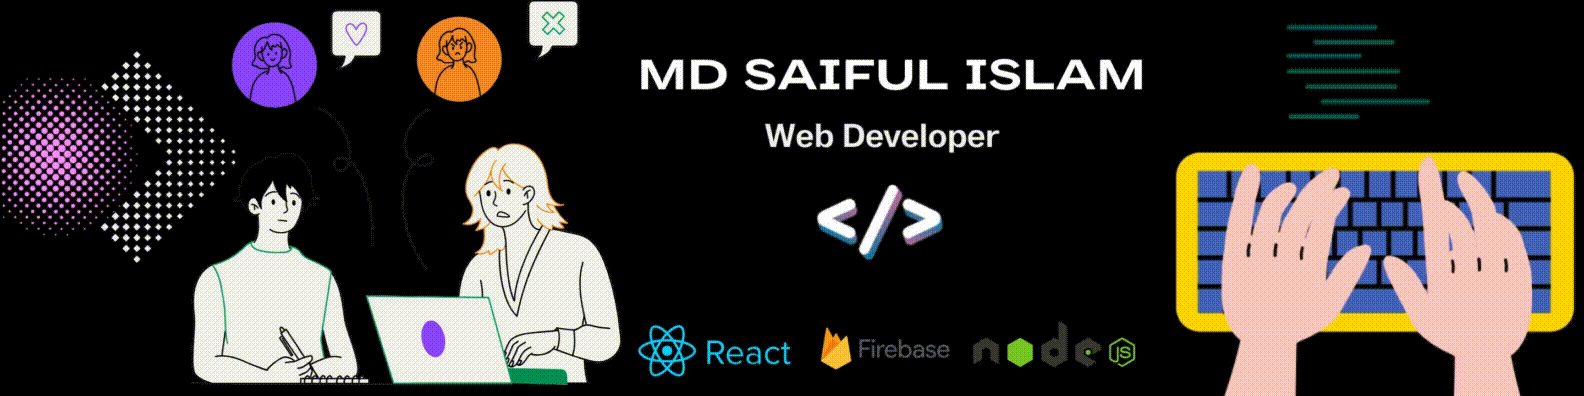 MD SAIFUL ISLAM
Web Developer
</>
React
Firebase
node
JS